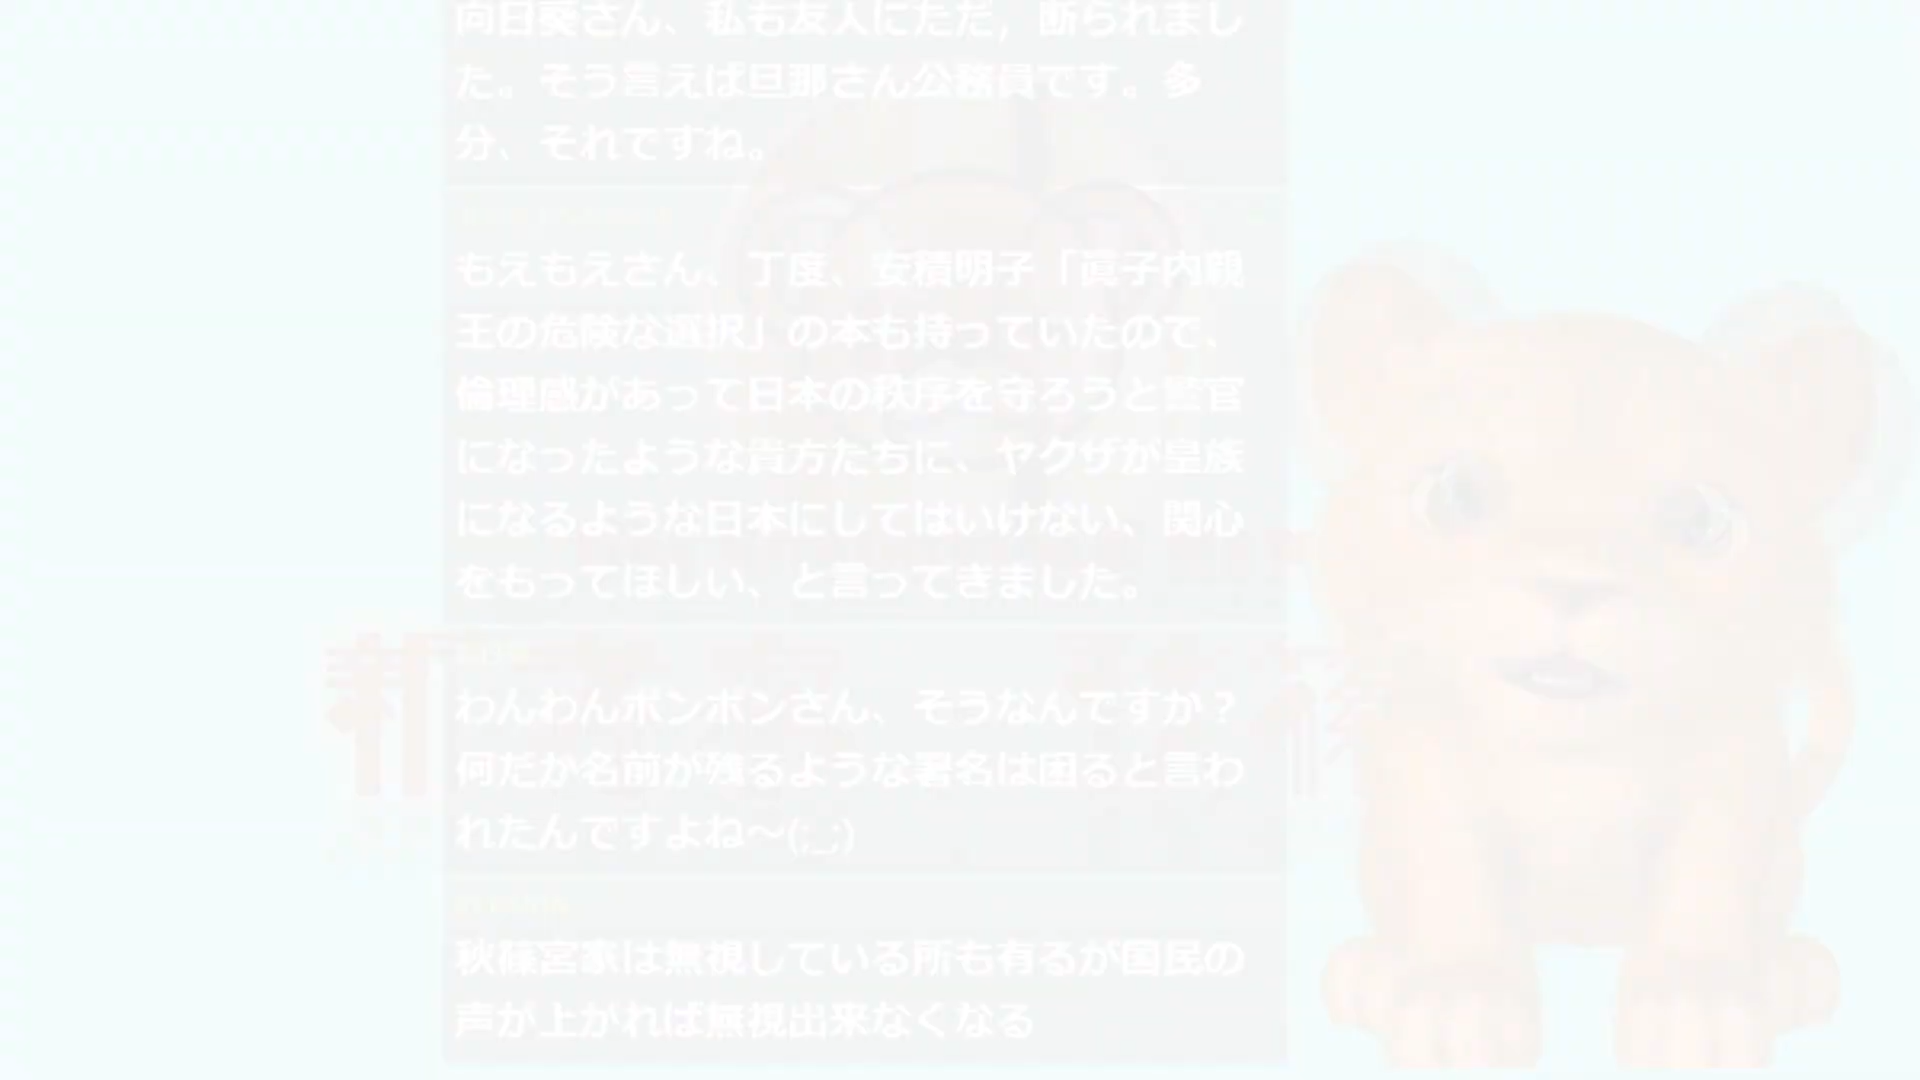 向日葵さん、私も友人にただ，断られまし
た。そう言えば旦那さん公務員です。多
分、それですね。
もえもえさん、丁度、安積明子「眞子内親
王の危険な選択」の本も持っていたので、
倫理感があって日本の秩序を守ろうと警官
になったような貴方たちに、ヤクザが皇族
になるような日本にしてはいけない、関心
をもってほしい、と言ってきました。
わんわんボンボンさん、そうなんですか？
何だか名前が残るような署名は困ると言わ
れたんですよね〜(;_;)
秋篠宮家は無視している所も有るが国民の
声が上がれば無視出来なくなる